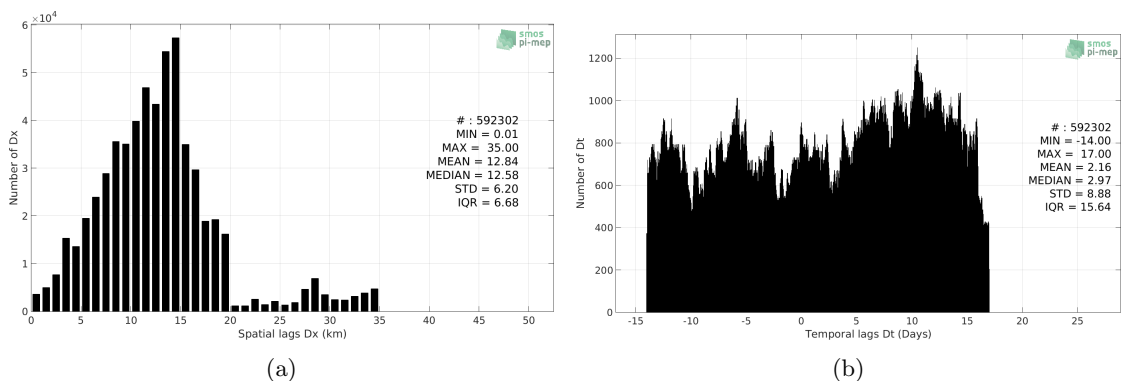 ×10⁴
6
5
4
3
2
1
0
Number of Dx
smos
pi-mep
# : 592302
MIN = 0.01
MAX = 35.00
MEAN = 12.84
MEDIAN = 12.58
STD = 6.20
IQR = 6.68
0 5 10 15 20 25 30 35 40 45 50
Spatial lags Dx (km)
(a)
1200
1000
800
600
400
200
0
Number of Dt
smos
pi-mep
# : 592302
MIN = -14.00
MAX = 17.00
MEAN = 2.16
MEDIAN = 2.97
STD = 8.88
IQR = 15.64
-15 -10 -5 0 5 10 15 20 25
Temporal lags Dt (Days)
(b)